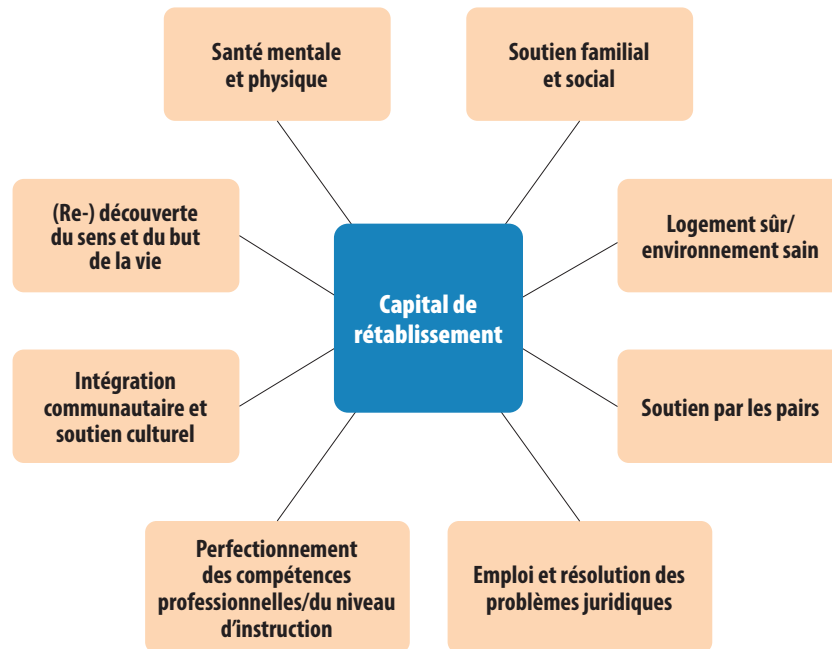 Santé mentale
et physique
Soutien familial
et social
(Re-) découverte
du sens et du but
de la vie
Logement sûr/
environnement sain
Capital de
rétablissement
Intégration
communautaire et
soutien culturel
Soutien par les pairs
Perfectionnement
des compétences
professionnelles/du niveau
d'instruction
Emploi et résolution des
problèmes juridiques